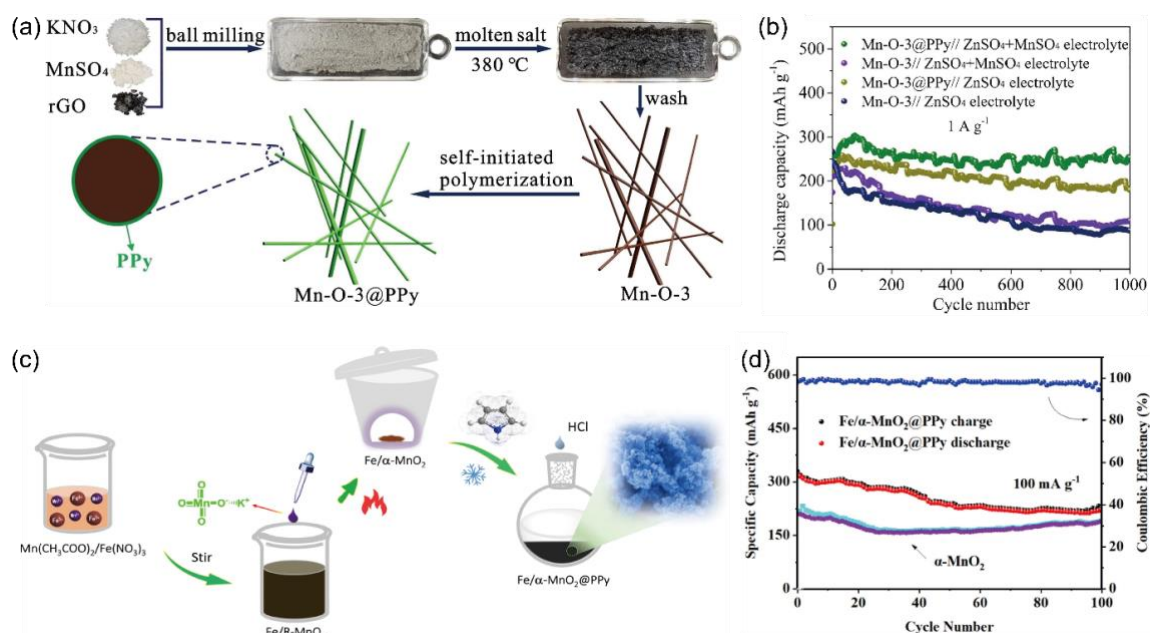 (a)
KNO₃
MnSO₄
rGO
ball milling
molten salt
380 ℃
wash
self-initiated
polymerization
PPy
Mn-O-3@PPy
Mn-O-3
(b)
Discharge capacity (mAh g⁻¹)
500
400
300
200
100
0
Mn-O-3@PPy// ZnSO₄+MnSO₄ electrolyte
Mn-O-3// ZnSO₄+MnSO₄ electrolyte
Mn-O-3@PPy// ZnSO₄ electrolyte
Mn-O-3// ZnSO₄ electrolyte
1 A g⁻¹
0 200 400 600 800 1000
Cycle number
(c)
Mn(CH₃COO)₂/Fe(NO₃)₃
Stir
Fe/α-MnO₂
HCl
Fe/α-MnO₂@PPy
(d)
Specific Capacity (mAh g⁻¹)
600
450
300
150
0
Fe/α-MnO₂@PPy charge
Fe/α-MnO₂@PPy discharge
100 mA g⁻¹
α-MnO₂
0 20 40 60 80 100
Cycle Number
100
80
60
40
20
0
Coulombic Efficiency (%)